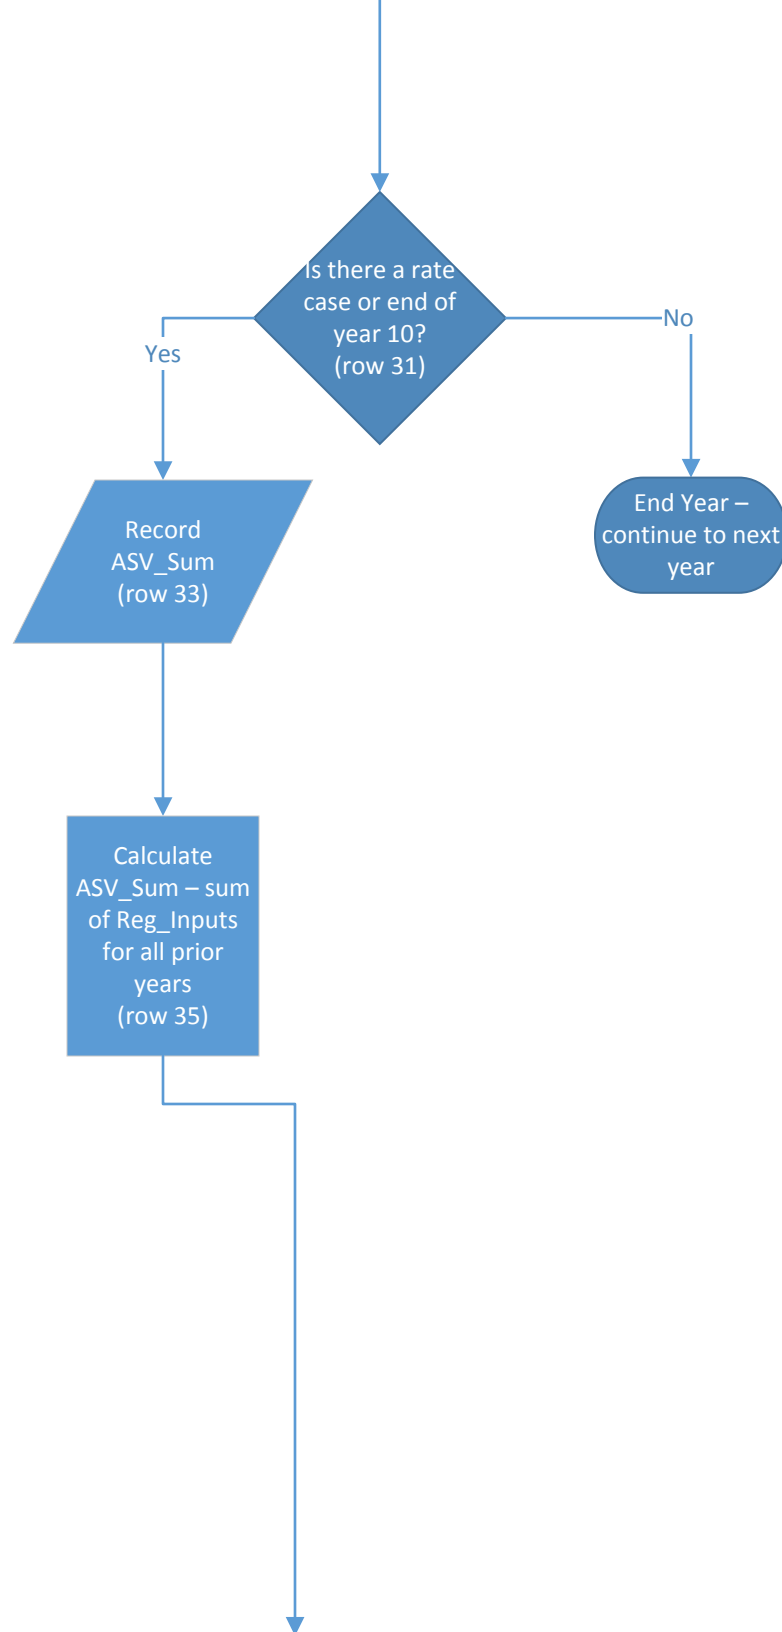 Is there a rate
case or end of
year 10?
(row 31)
Yes
No
Record
ASV_Sum
(row 33)
End Year –
continue to next
year
Calculate
ASV_Sum – sum
of Reg_Inputs
for all prior
years
(row 35)